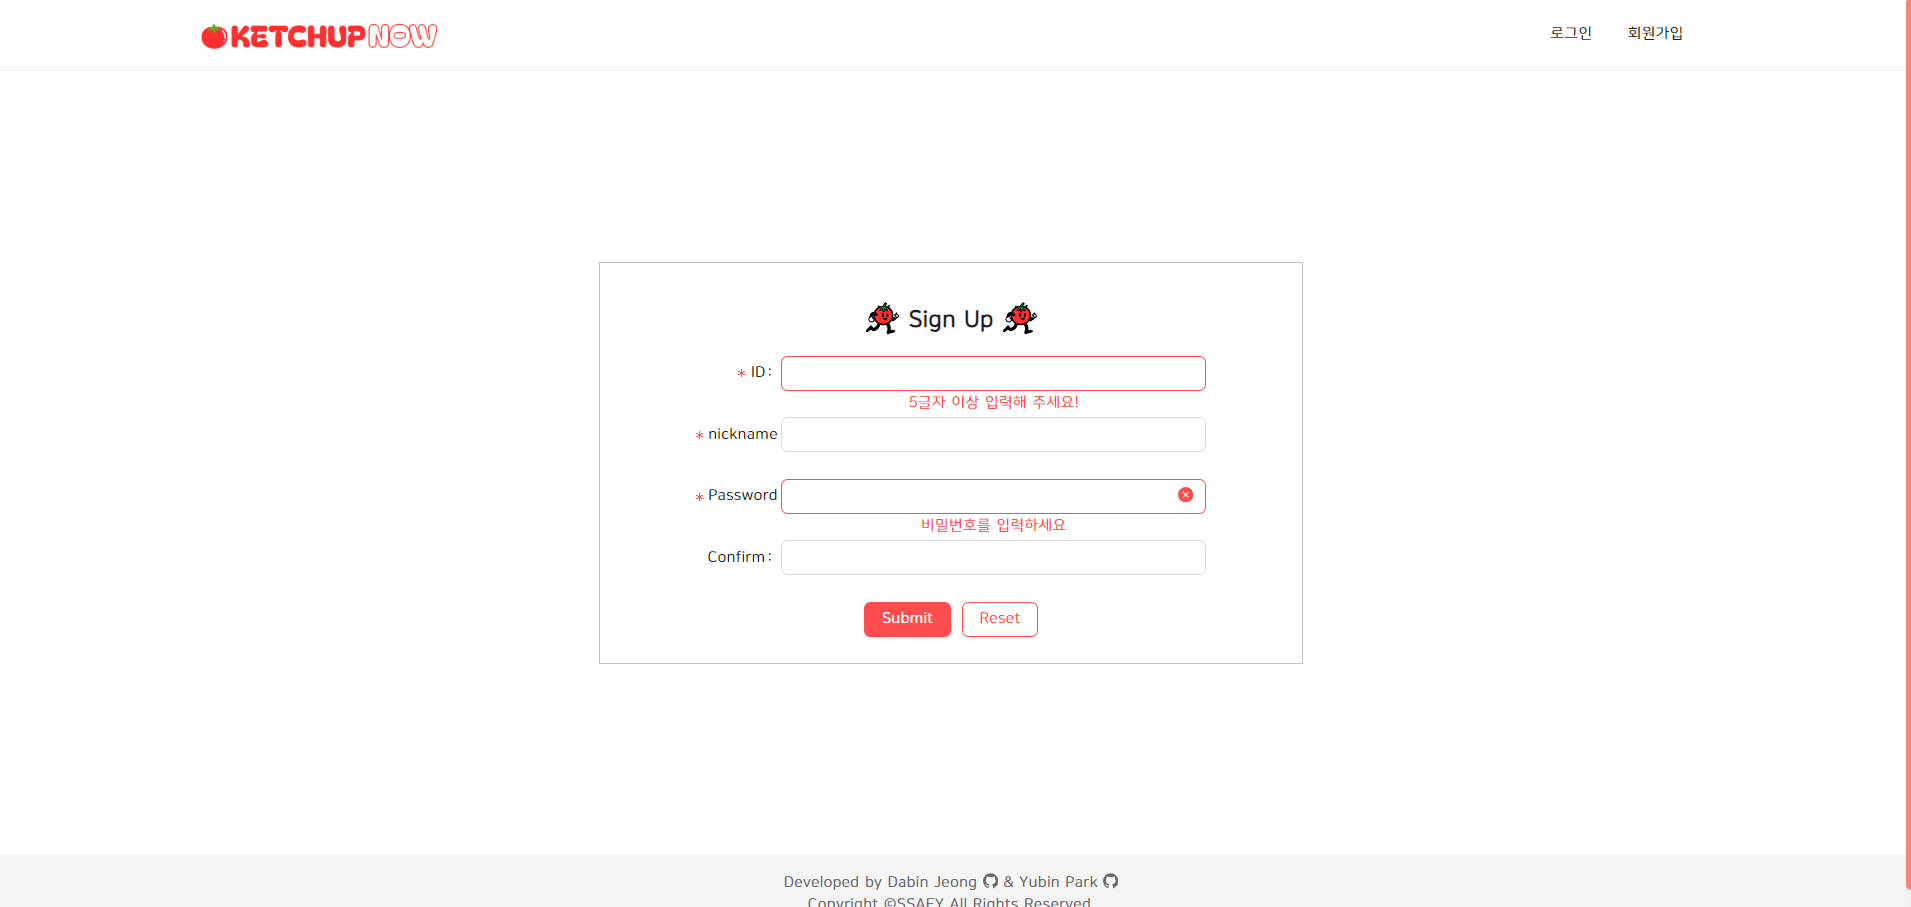 KETCHUPNOW 로그인 회원가입
Sign Up
* ID :
5글자 이상 입력해 주세요!
* nickname
* Password
비밀번호를 입력하세요
Confirm :
Submit Reset
Developed by Dabin Jeong & Yubin Park
Copyright ©SSAFY All Rights Reserved